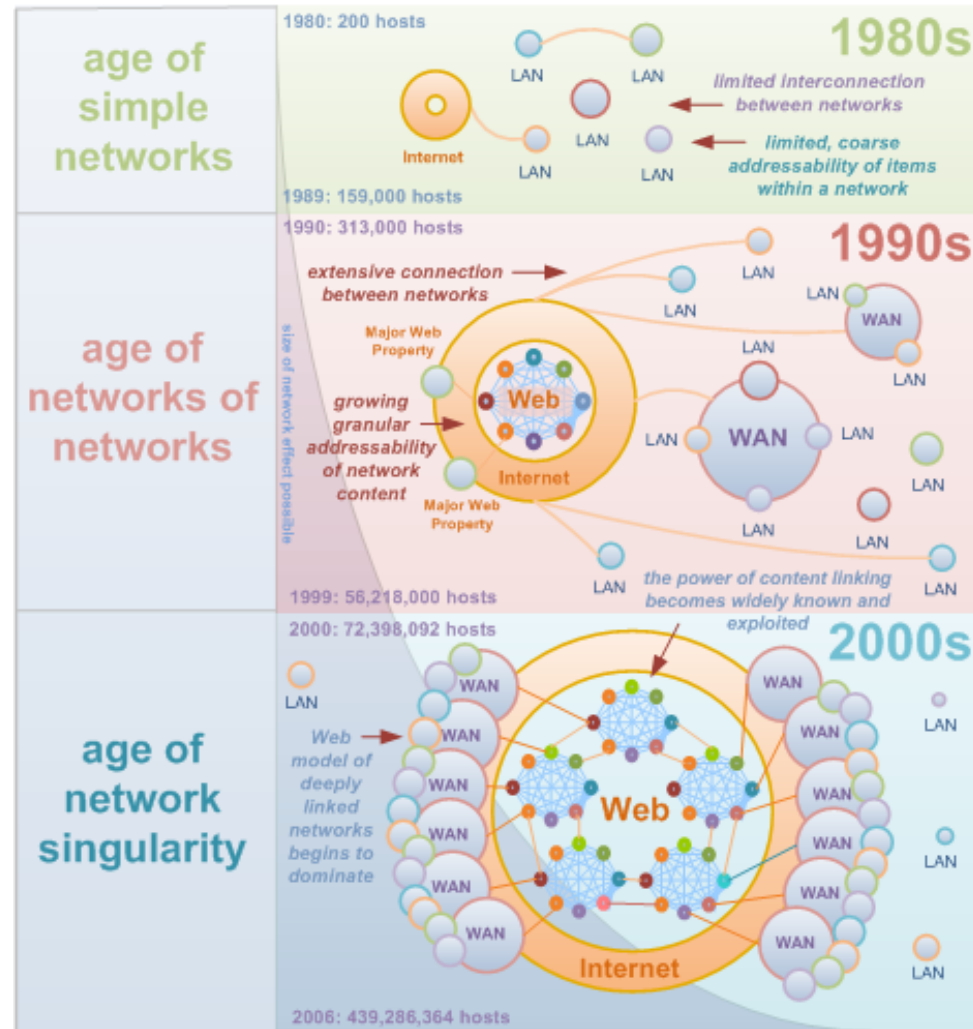 age of
simple
networks
1980: 200 hosts
1980s
LAN
LAN
limited interconnection
between networks
LAN
Internet
LAN
LAN
limited, coarse
addressability of items
within a network
1989: 159,000 hosts
age of
networks of
networks
size of network effect possible
1990: 313,000 hosts
1990s
LAN
extensive connection
between networks
LAN
LAN
WAN
LAN
Major Web
Property
LAN
growing
granular
addressability
of network
content
Web
Internet
Major Web
Property
LAN
WAN
LAN
LAN
LAN
LAN
LAN
LAN
1999: 56,218,000 hosts
the power of content linking
becomes widely known and
exploited
age of
network
singularity
2000: 72,398,092 hosts
2000s
LAN
WAN
WAN
WAN
WAN
WAN
WAN
Web
model of
deeply
linked
networks
begins to
dominate
Web
Internet
WAN
WAN
WAN
WAN
WAN
WAN
LAN
LAN
LAN
2006: 439,286,364 hosts